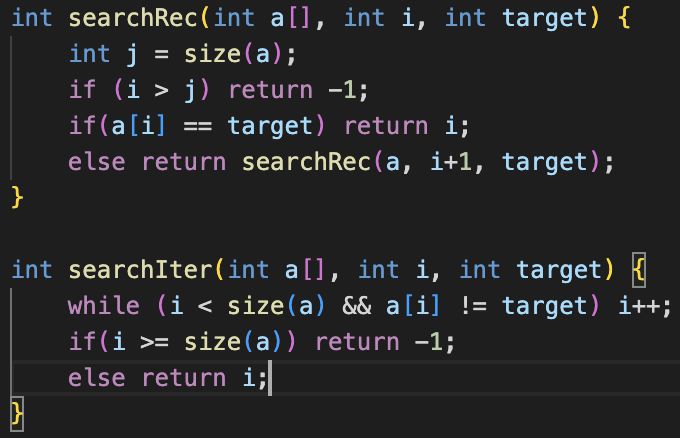 int searchRec(int a[], int i, int target) {
    int j = size(a);
    if (i > j) return -1;
    if(a[i] == target) return i;
    else return searchRec(a, i+1, target);
}

int searchIter(int a[], int i, int target) {
    while (i < size(a) && a[i] != target) i++;
    if(i >= size(a)) return -1;
    else return i;
}